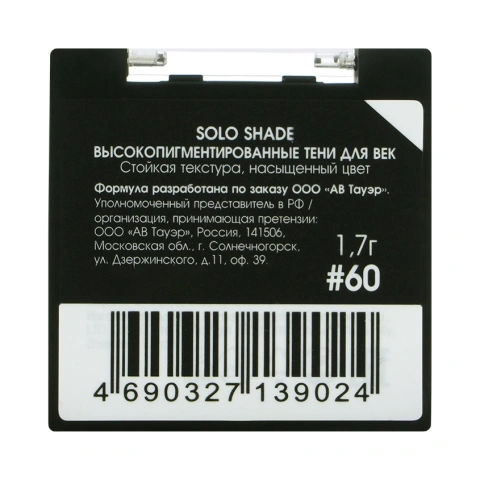 SOLO SHADE
ВЫСОКОПИГМЕНТИРОВАННЫЕ ТЕНИ ДЛЯ ВЕК
Стойкая текстура, насыщенный цвет
Формула разработана по заказу ООО «АВ Тауэр».
Уполномоченный представитель в РФ /
организация, принимающая претензии:
ООО «АВ Тауэр», Россия, 141506,
Московская обл., г. Солнечногорск,
ул. Дзержинского, д.11, оф. 39.
1,7г
#60
4 690327 139024